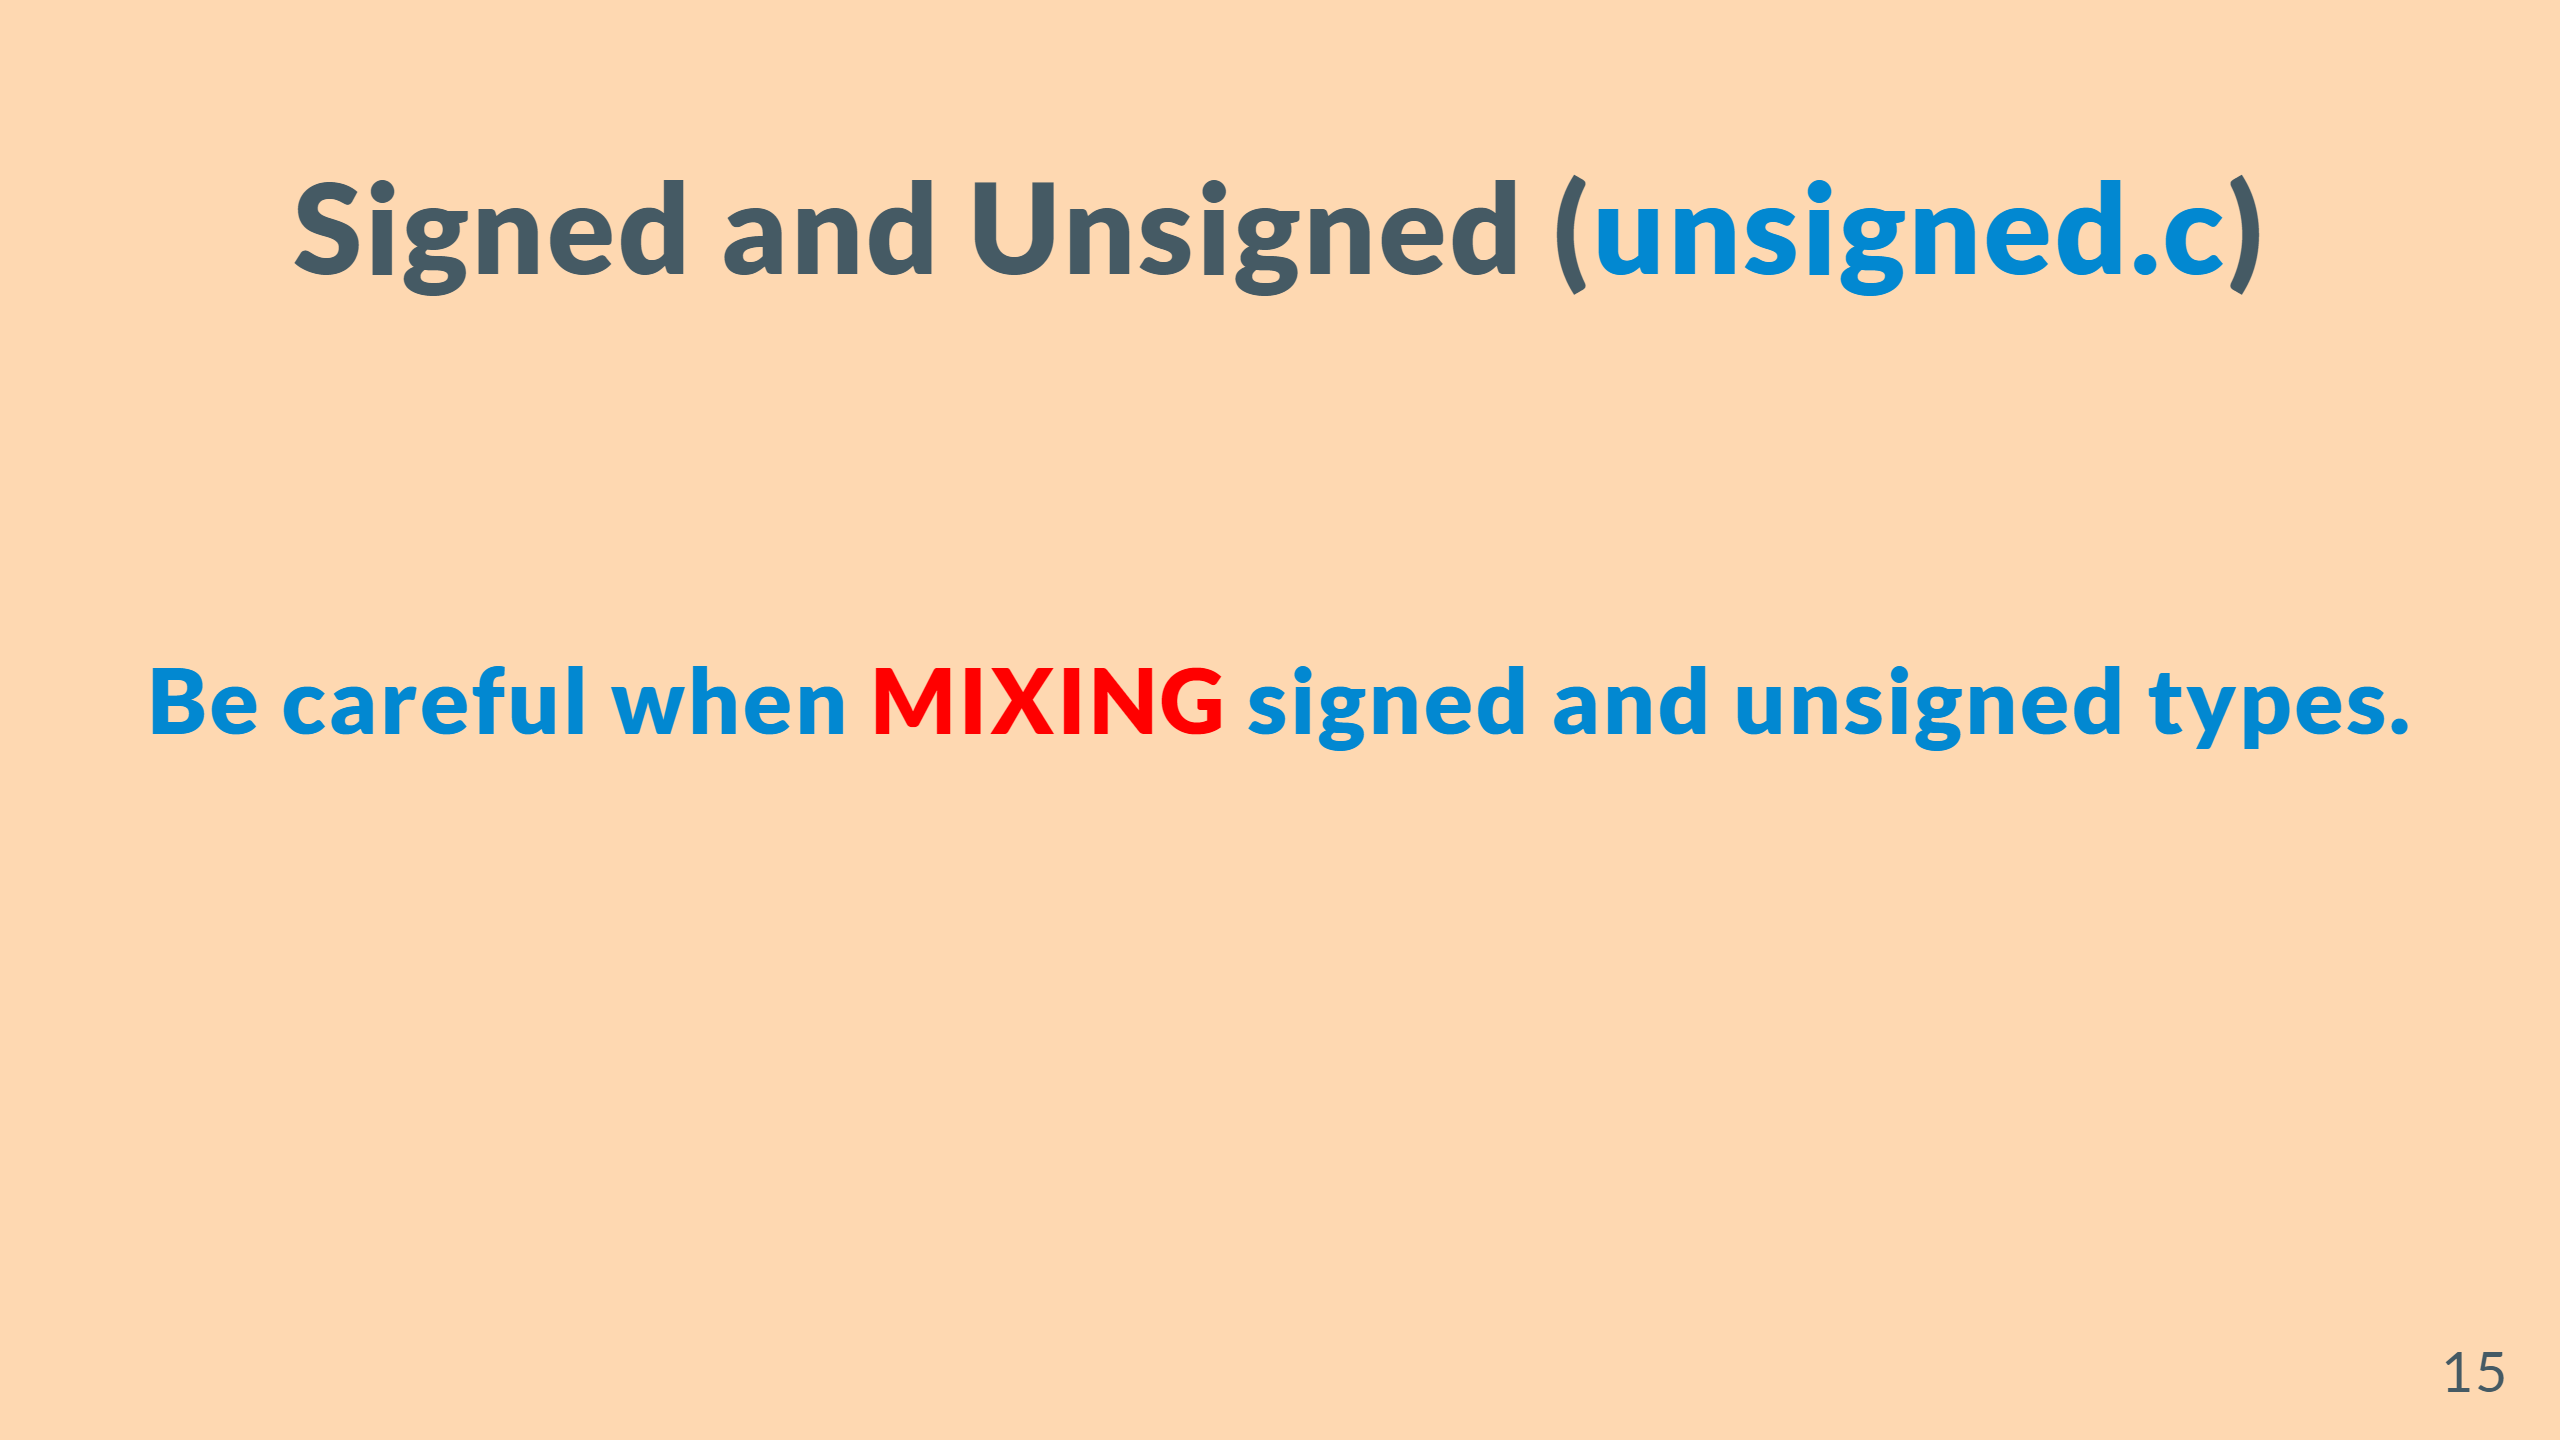 Signed and Unsigned (unsigned.c)
Be careful when MIXING signed and unsigned types.
15